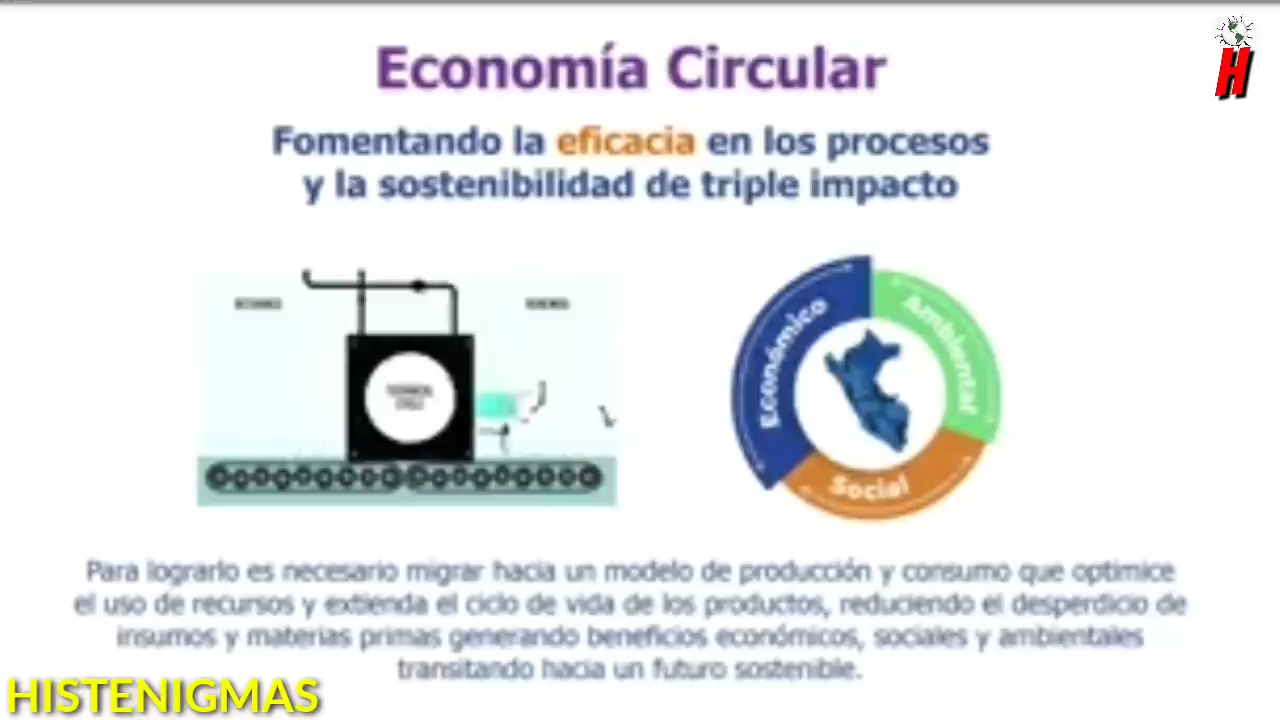 Economía Circular
H
Fomentando la eficacia en los procesos
y la sostenibilidad de triple impacto
Económico
Ambiental
Social
Para lograrlo es necesario migrar hacia un modelo de producción y consumo que optimice
el uso de recursos y extienda el ciclo de vida de los productos, reduciendo el desperdicio de
insumos y materias primas generando beneficios económicos, sociales y ambientales
transitando hacia un futuro sostenible.
HISTENIGMAS